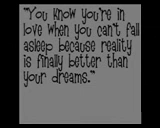 "You know you're in
love when you can't fall
asleep because reality
is finally better than
your dreams."